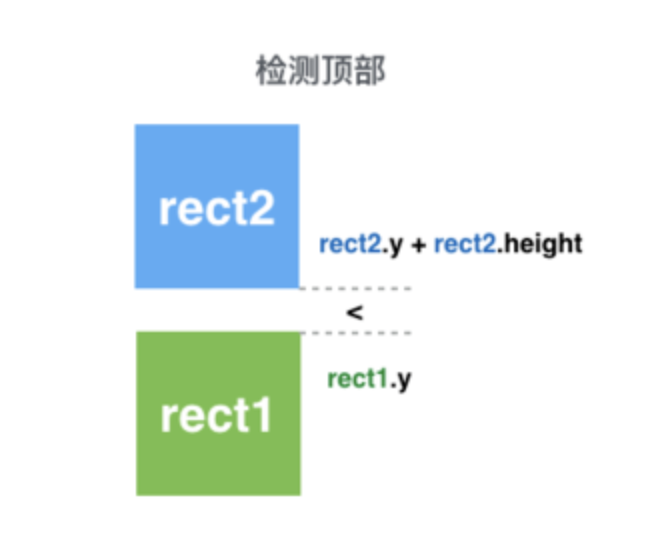 检测顶部
rect2
rect2.y + rect2.height
<
rect1.y
rect1